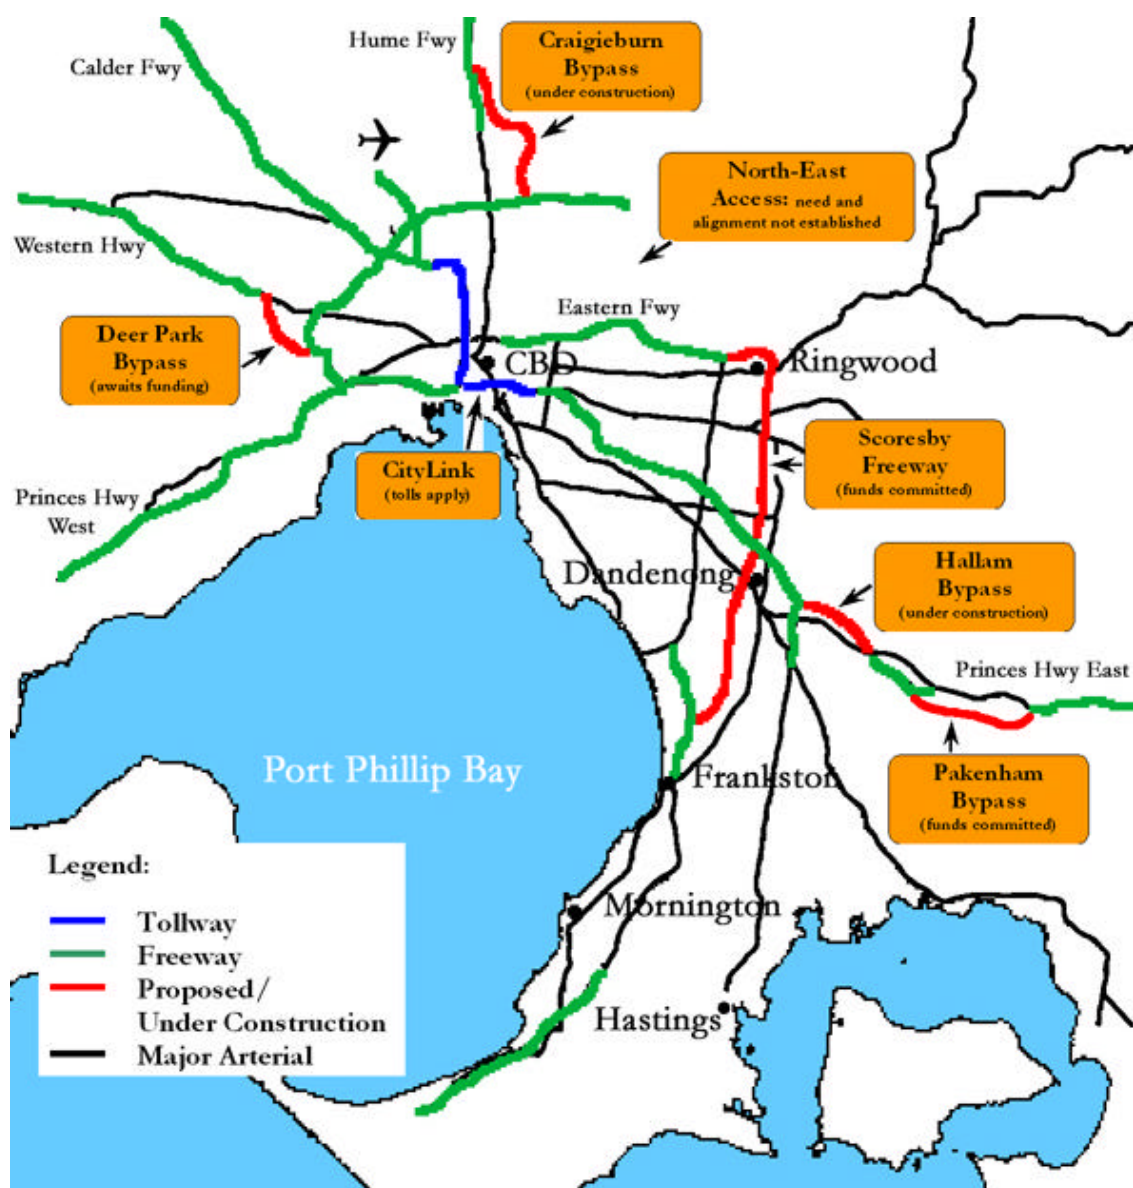 Hume Fwy
Craigieburn
Bypass
(under construction)
Calder Fwy
North-East
Access: need and
alignment not established
Western Hwy
Eastern Fwy
Deer Park
Bypass
(awaits funding)
CBD
Ringwood
Scoresby
Freeway
(funds committed)
CityLink
(tolls apply)
Princes Hwy
West
Dandenong
Hallam
Bypass
(under construction)
Princes Hwy East
Port Phillip Bay
Frankston
Pakenham
Bypass
(funds committed)
Legend:
Tollway
Freeway
Proposed/
Under Construction
Major Arterial
Mornington
Hastings